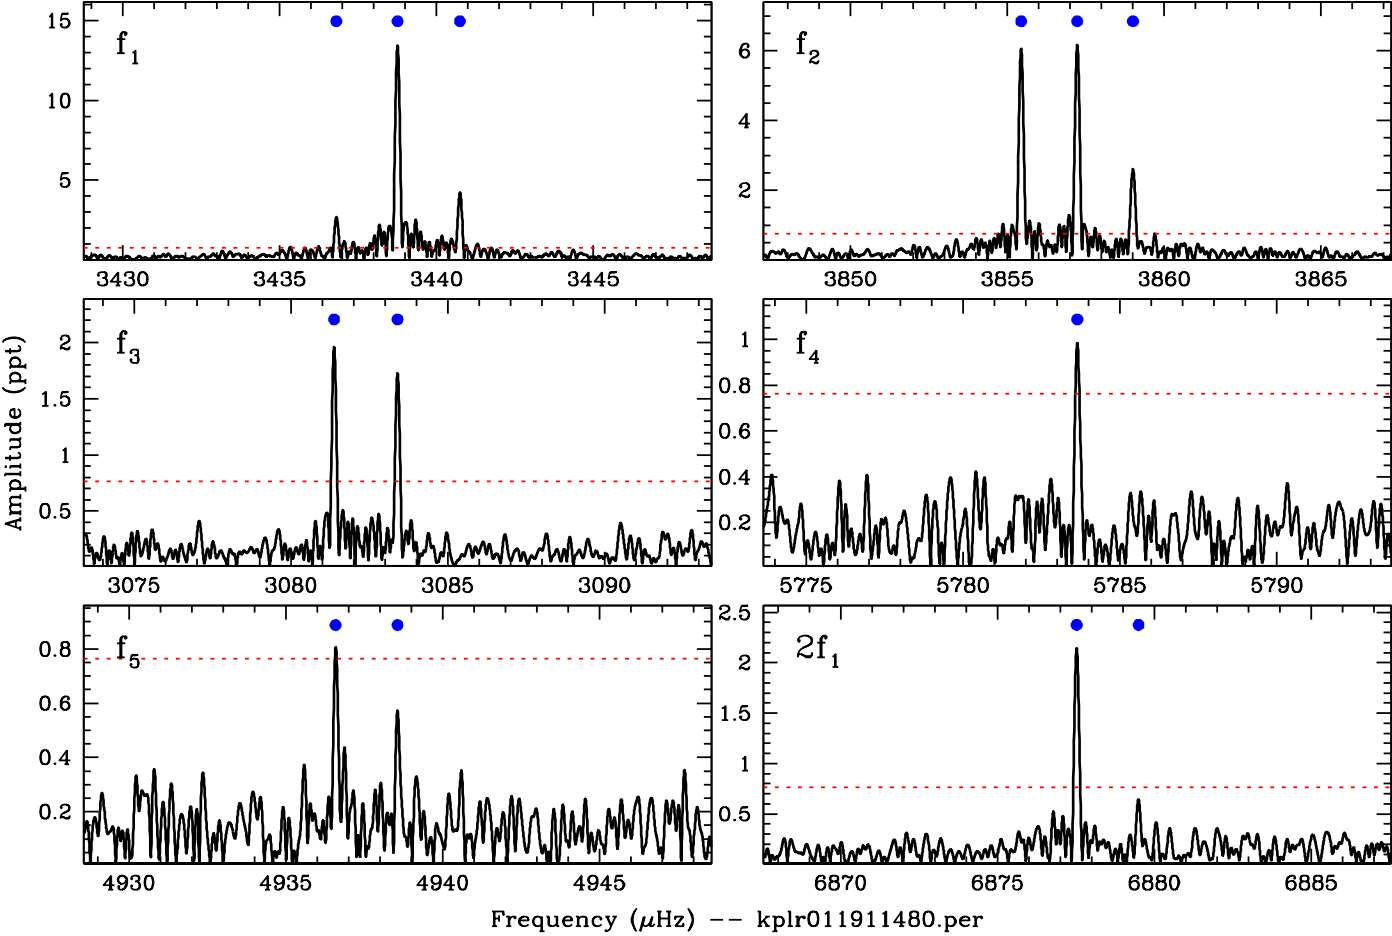 f1
15
10
5
3430 3435 3440 3445
f2
6
4
2
3850 3855 3860 3865
f3
2
1.5
1
0.5
3075 3080 3085 3090
f4
1
0.8
0.6
0.4
0.2
5775 5780 5785 5790
f5
0.8
0.6
0.4
0.2
4930 4935 4940 4945
2f1
2.5
2
1.5
1
0.5
6870 6875 6880 6885
Amplitude (ppt)
Frequency (μHz) -- kplr011911480.per